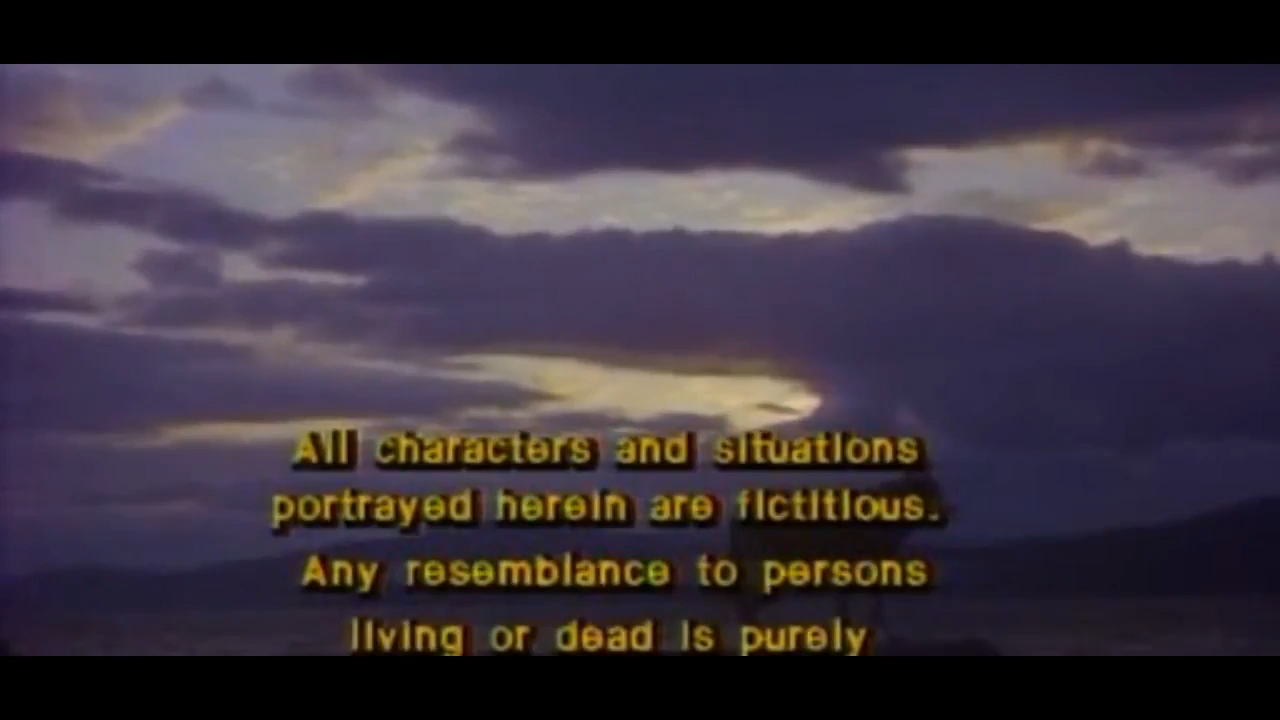 All characters and situations
portrayed herein are fictitious.
Any resemblance to persons
living or dead is purely